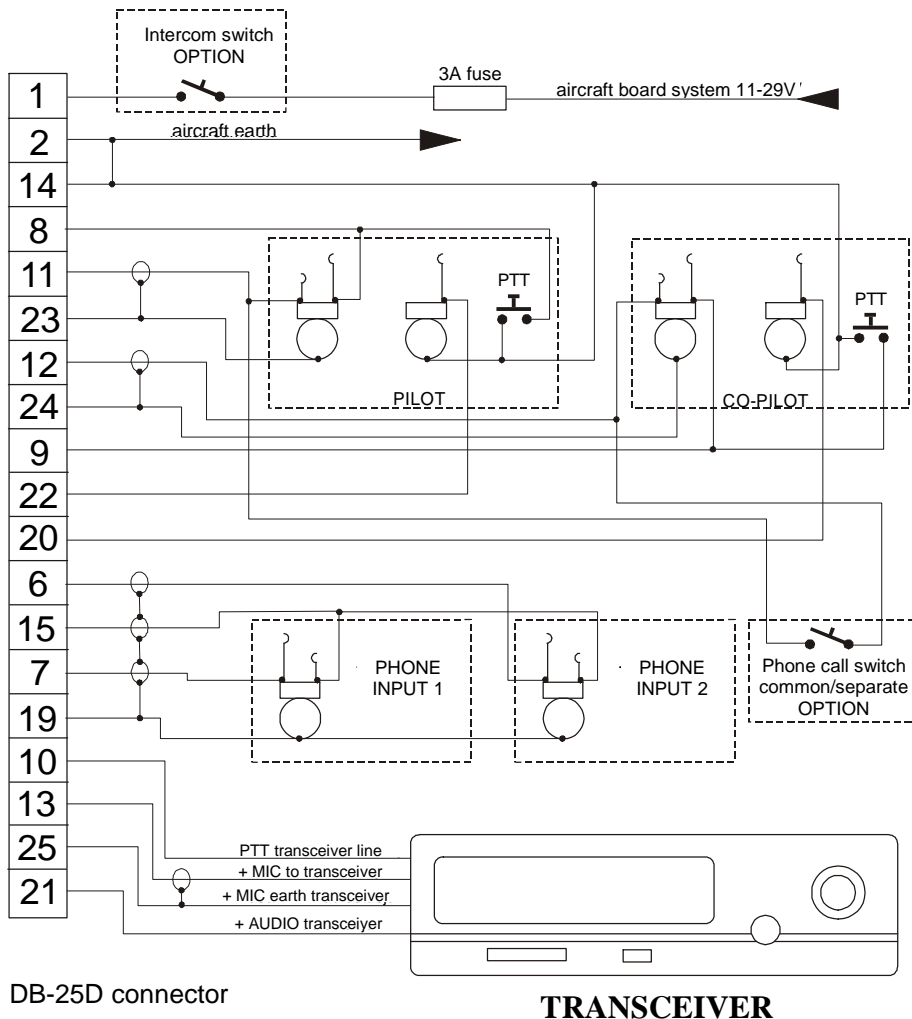 Intercom switch
OPTION
3A fuse
aircraft board system 11-29V
aircraft earth
1
2
14
8
11
23
12
24
9
22
20
6
15
7
19
10
13
25
21
PTT
PILOT
PTT
CO-PILOT
PHONE
INPUT 1
PHONE
INPUT 2
Phone call switch
common/separate
OPTION
PTT transceiver line
+ MIC to transceiver
+ MIC earth transceiver
+ AUDIO transceiyer
DB-25D connector
TRANSCEIVER